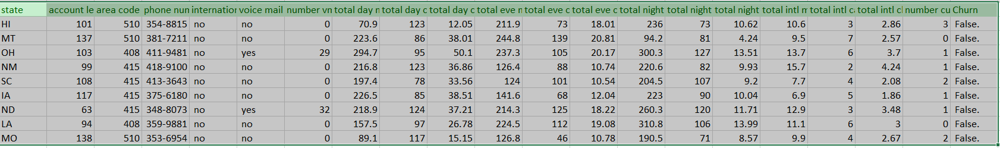 state account le area code phone num internation voice mail number vm total day m total day c total day c total eve m total eve c total eve c total night total night total night total intl m total intl ca total intl cl number cu Churn
HI 101 510 354-8815 no no 0 70.9 123 12.05 211.9 73 18.01 236 73 10.62 10.6 3 2.86 3 False.
MT 137 510 381-7211 no no 0 223.6 86 38.01 244.8 139 20.81 94.2 81 4.24 9.5 7 2.57 0 False.
OH 103 408 411-9481 no yes 29 294.7 95 50.1 237.3 105 20.17 300.3 127 13.51 13.7 6 3.7 1 False.
NM 99 415 418-9100 no no 0 216.8 123 36.86 126.4 88 10.74 220.6 82 9.93 15.7 2 4.24 1 False.
SC 108 415 413-3643 no no 0 197.4 78 33.56 124 101 10.54 204.5 107 9.2 7.7 4 2.08 2 False.
IA 117 415 375-6180 no no 0 226.5 85 38.51 141.6 68 12.04 223 90 10.04 6.9 5 1.86 1 False.
ND 63 415 348-8073 no yes 32 218.9 124 37.21 214.3 125 18.22 260.3 120 11.71 12.9 3 3.48 1 False.
LA 94 408 359-9881 no no 0 157.5 97 26.78 224.5 112 19.08 310.8 106 13.99 11.1 6 3 0 False.
MO 138 510 353-6954 no no 0 89.1 117 15.15 126.8 46 10.78 190.5 71 8.57 9.9 4 2.67 2 False.